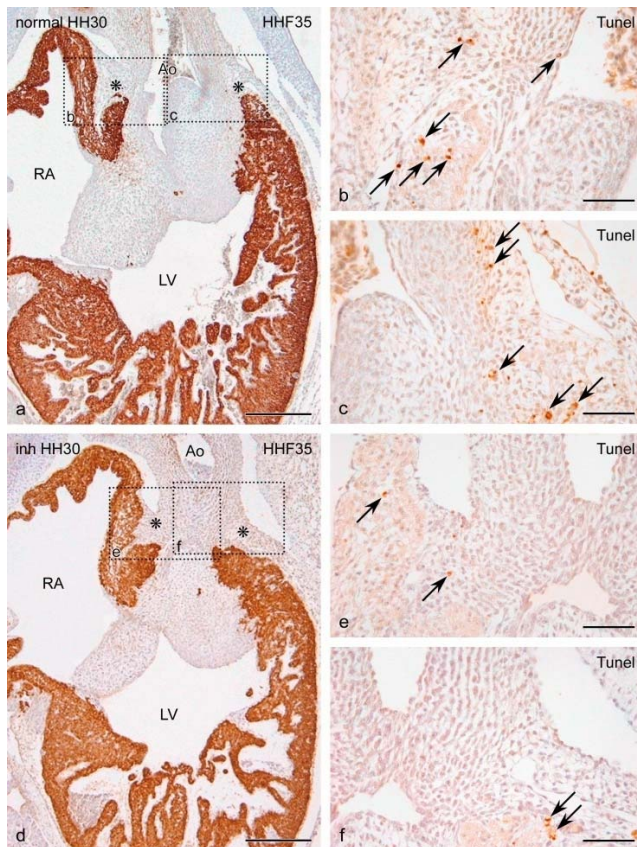 normal HH30 HHF35
Ao
b c
RA
LV
a
Tunel
b
Tunel
c
inh HH30 Ao HHF35
e f
RA
LV
d
Tunel
e
Tunel
f